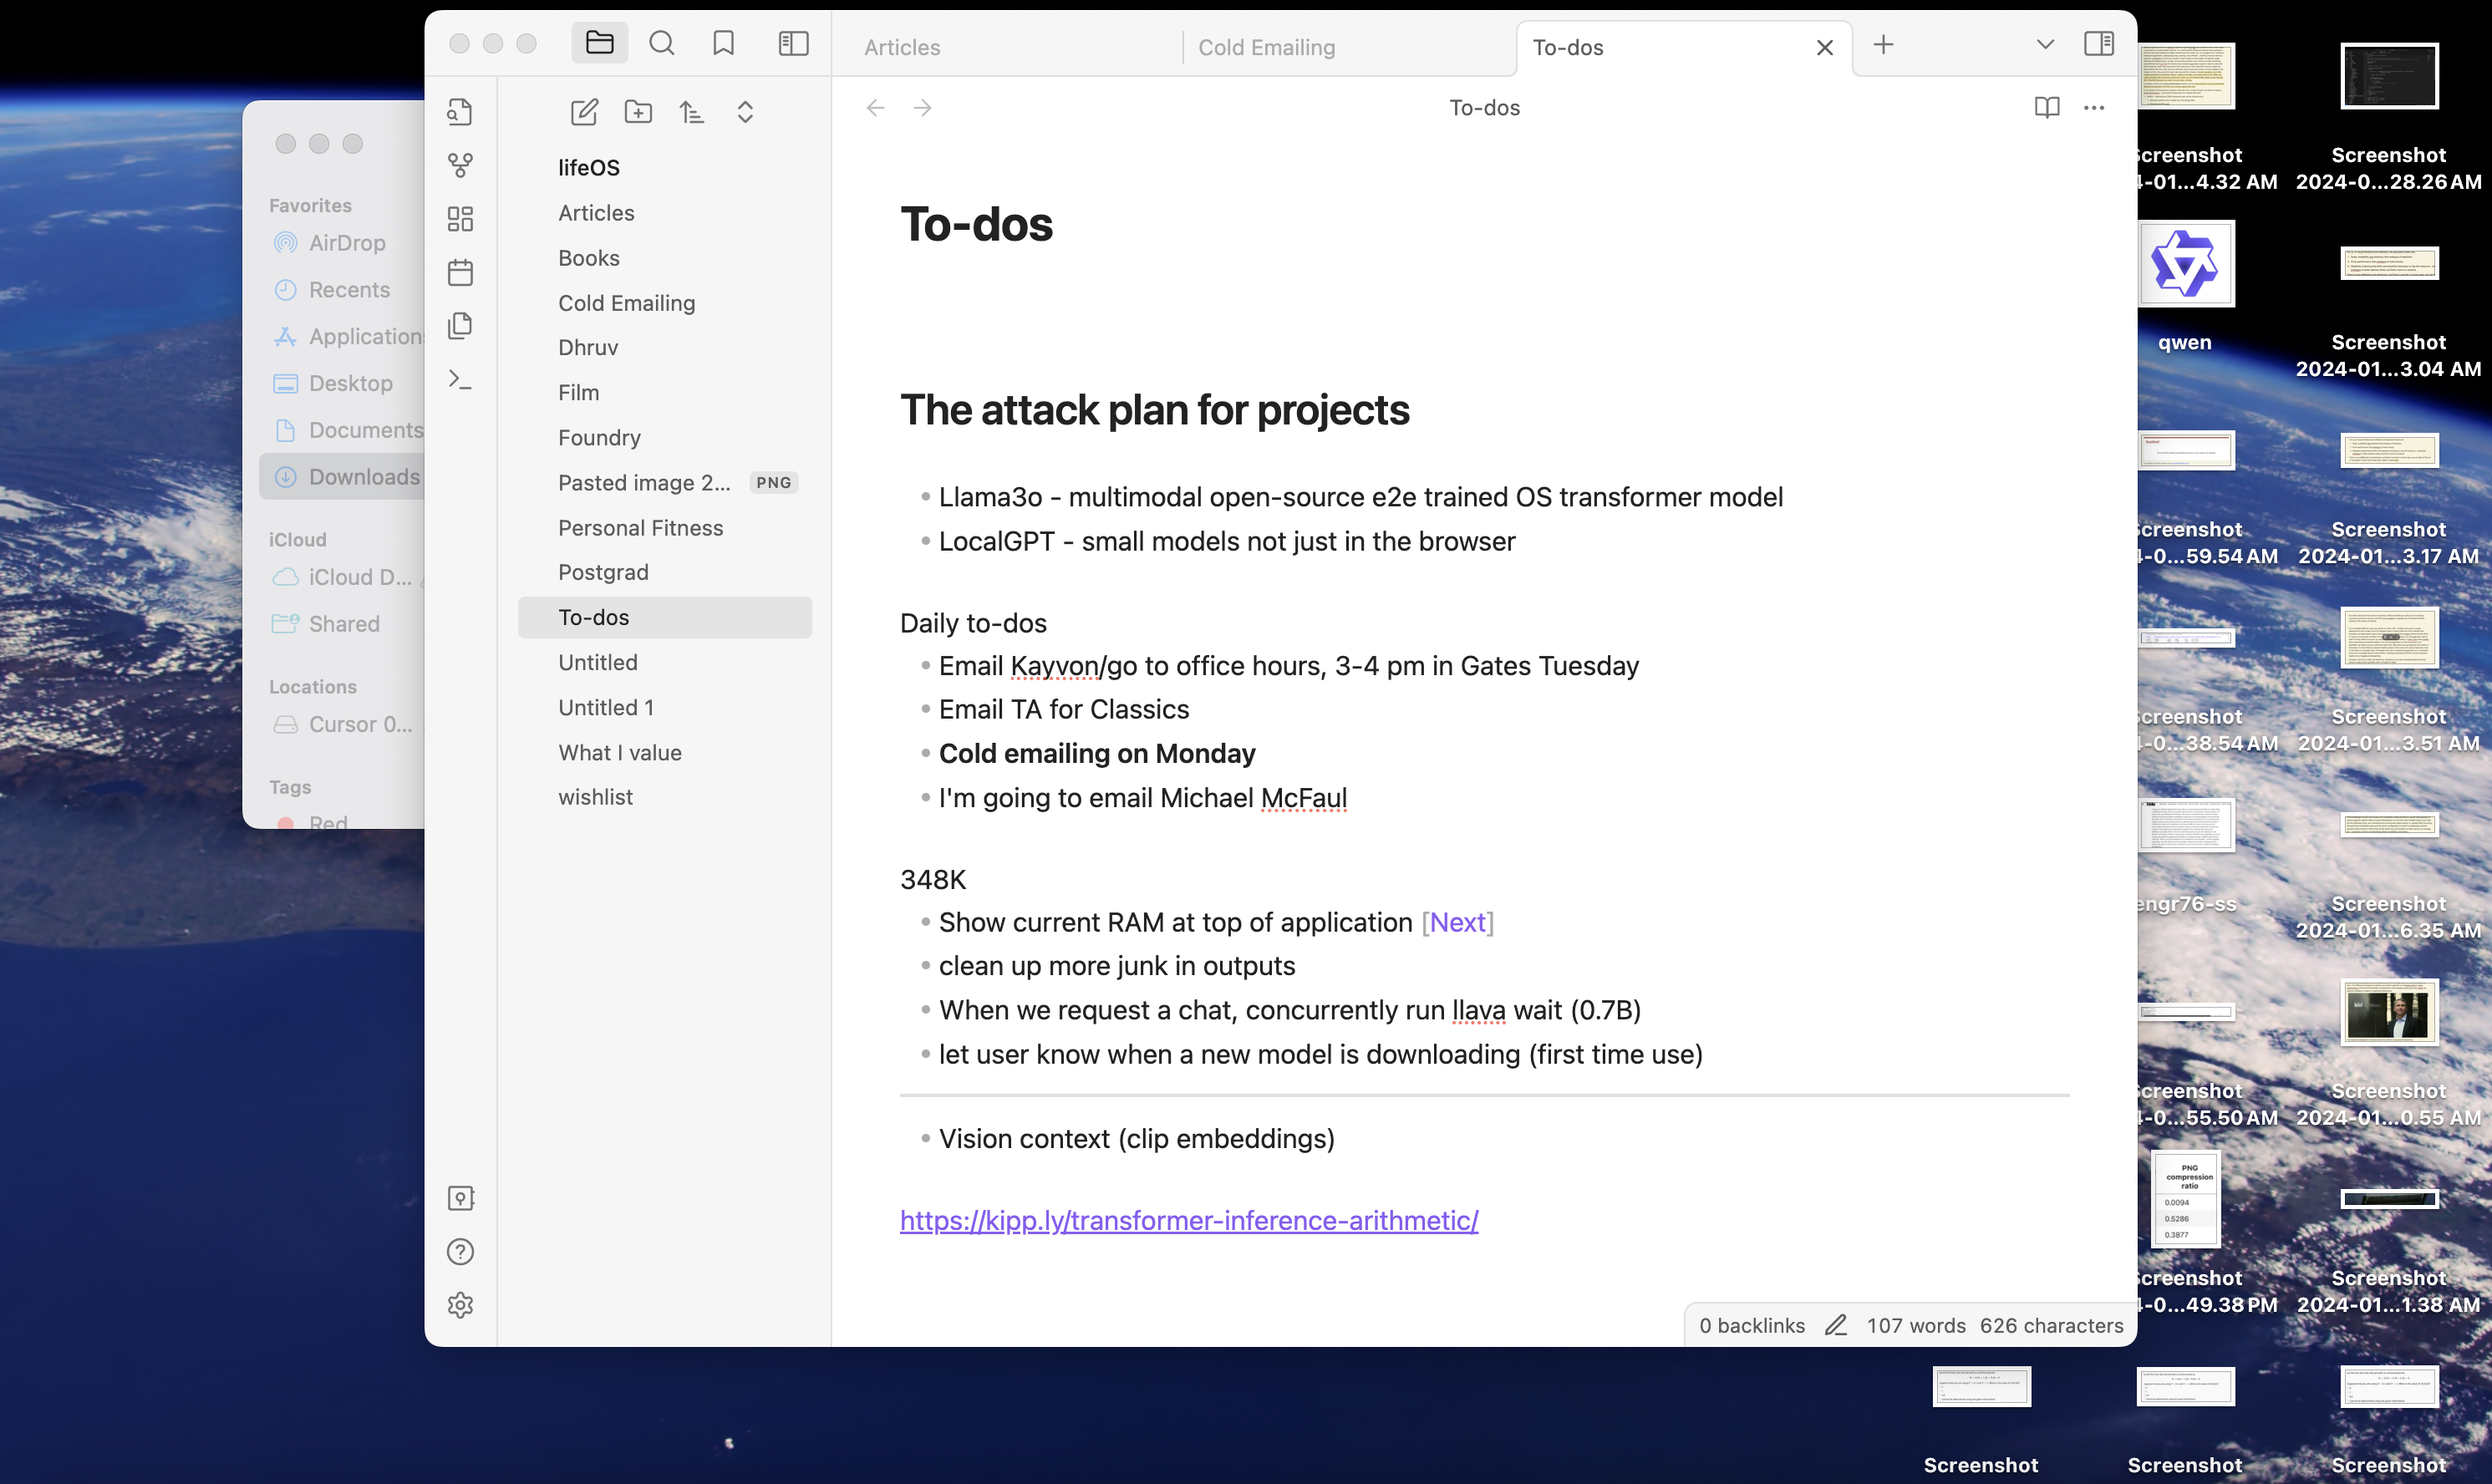 Articles
Cold Emailing
To-dos
To-dos
lifeOS
Articles
Books
Cold Emailing
Dhruv
Film
Foundry
Pasted image 2... PNG
Personal Fitness
Postgrad
To-dos
Untitled
Untitled 1
What I value
wishlist
To-dos
The attack plan for projects
Llama3o - multimodal open-source e2e trained OS transformer model
LocalGPT - small models not just in the browser
Daily to-dos
Email Kayvon/go to office hours, 3-4 pm in Gates Tuesday
Email TA for Classics
Cold emailing on Monday
I'm going to email Michael McFaul
348K
Show current RAM at top of application [Next]
clean up more junk in outputs
When we request a chat, concurrently run llava wait (0.7B)
let user know when a new model is downloading (first time use)
Vision context (clip embeddings)
https://kipp.ly/transformer-inference-arithmetic/
0 backlinks 107 words 626 characters
Favorites
AirDrop
Recents
Applications
Desktop
Documents
Downloads
iCloud
iCloud D...
Shared
Locations
Cursor 0...
Tags
Red
Screenshot
4-01...4.32 AM
Screenshot
2024-0...28.26 AM
qwen
Screenshot
2024-01...3.04 AM
Screenshot
4-0...59.54 AM
Screenshot
2024-01...3.17 AM
Screenshot
4-0...38.54 AM
Screenshot
2024-01...3.51 AM
engr76-ss
Screenshot
2024-01...6.35 AM
Screenshot
4-0...55.50 AM
Screenshot
2024-01...0.55 AM
PNG
compression
ratio
0.0094
0.5286
0.3877
Screenshot
4-0...49.38 PM
Screenshot
2024-01...1.38 AM
Screenshot
Screenshot
Screenshot